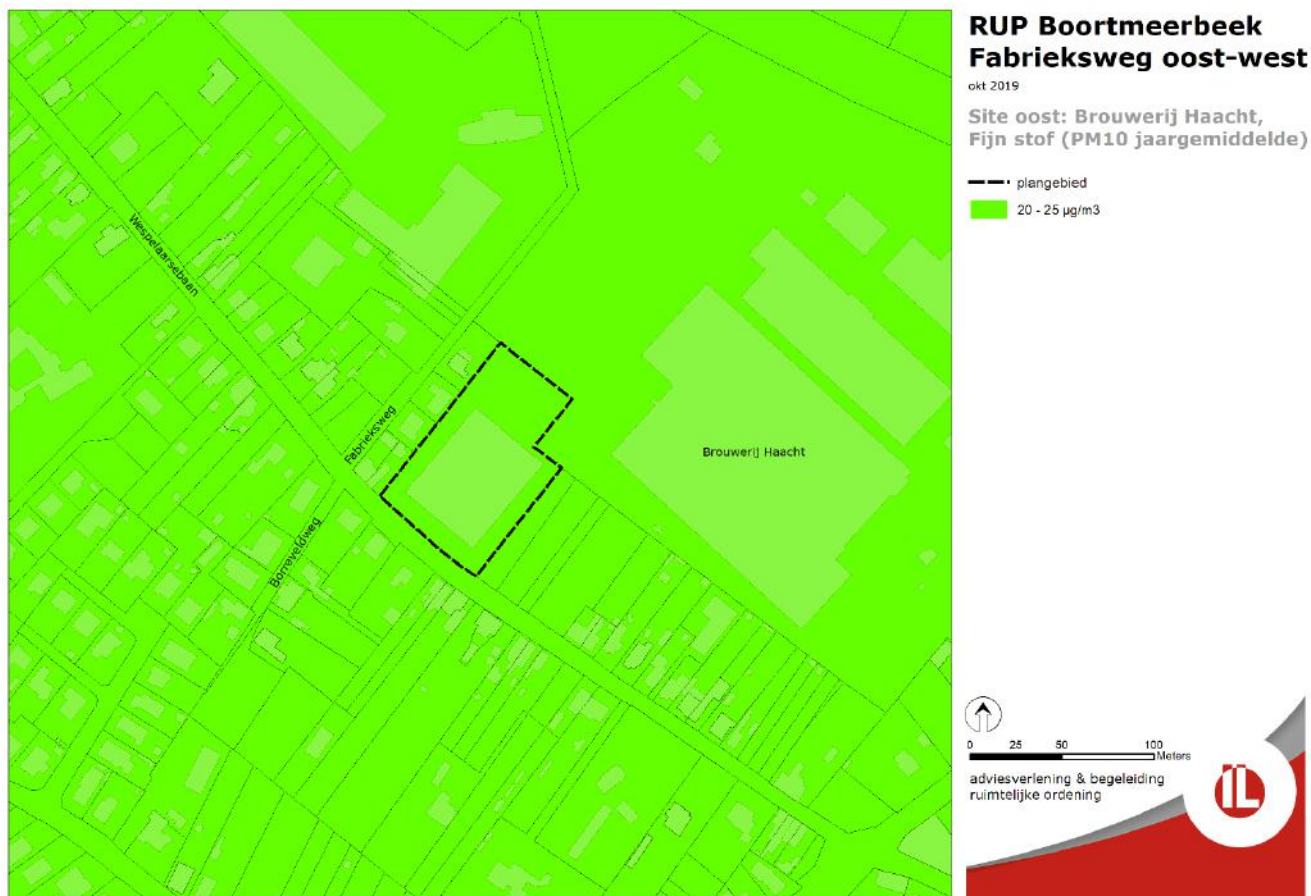 RUP Boortmeerbeek
Fabrieksweg oost-west
okt 2019
Site oost: Brouwerij Haacht,
Fijn stof (PM10 jaargemiddelde)
plangebied
20 - 25 µg/m3
Wespelaarsebaan
Fabrieksweg
Borreveldweg
Brouwerij Haacht
0 25 50 100
Meters
adviesverlening & begeleiding
ruimtelijke ordening
IL